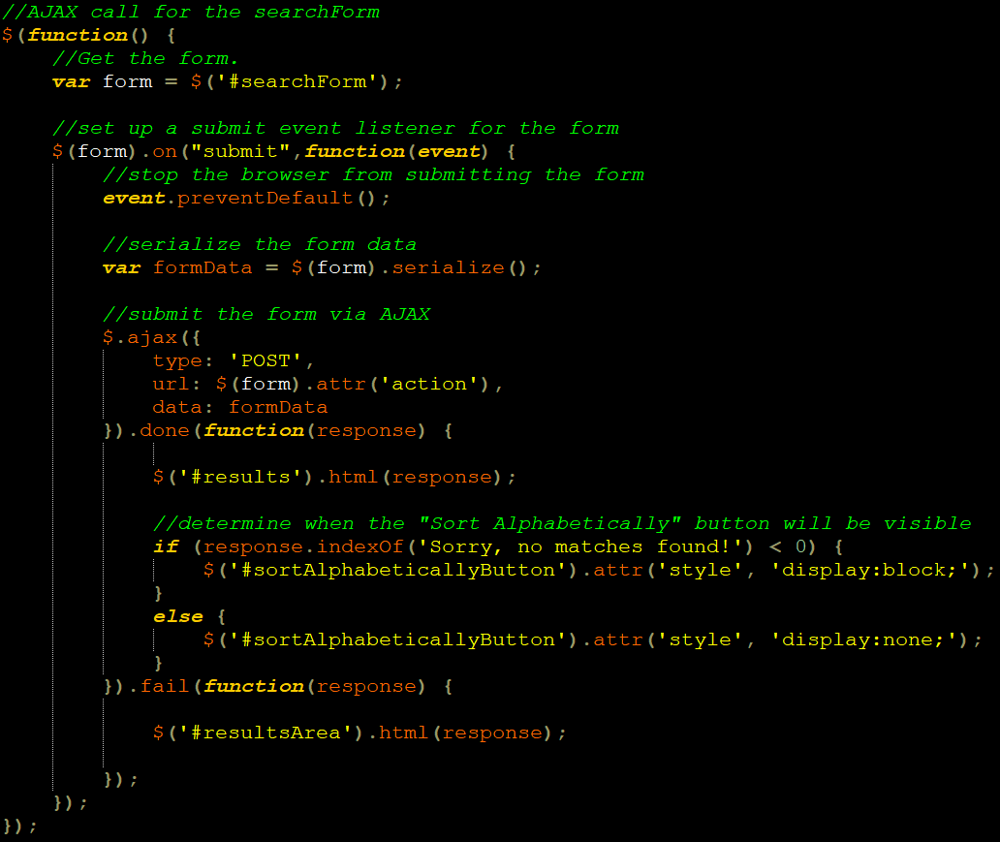 //AJAX call for the searchForm
$(function() {
    //Get the form.
    var form = $('#searchForm');

    //set up a submit event listener for the form
    $(form).on("submit",function(event) {
        //stop the browser from submitting the form
        event.preventDefault();

        //serialize the form data
        var formData = $(form).serialize();

        //submit the form via AJAX
        $.ajax({
            type: 'POST',
            url: $(form).attr('action'),
            data: formData
        }).done(function(response) {

            $('#results').html(response);

            //determine when the "Sort Alphabetically" button will be visible
            if (response.indexOf('Sorry, no matches found!') < 0) {
                $('#sortAlphabeticallyButton').attr('style', 'display:block;');
            }
            else {
                $('#sortAlphabeticallyButton').attr('style', 'display:none;');
            }
        }).fail(function(response) {

            $('#resultsArea').html(response);

        });
    });
});